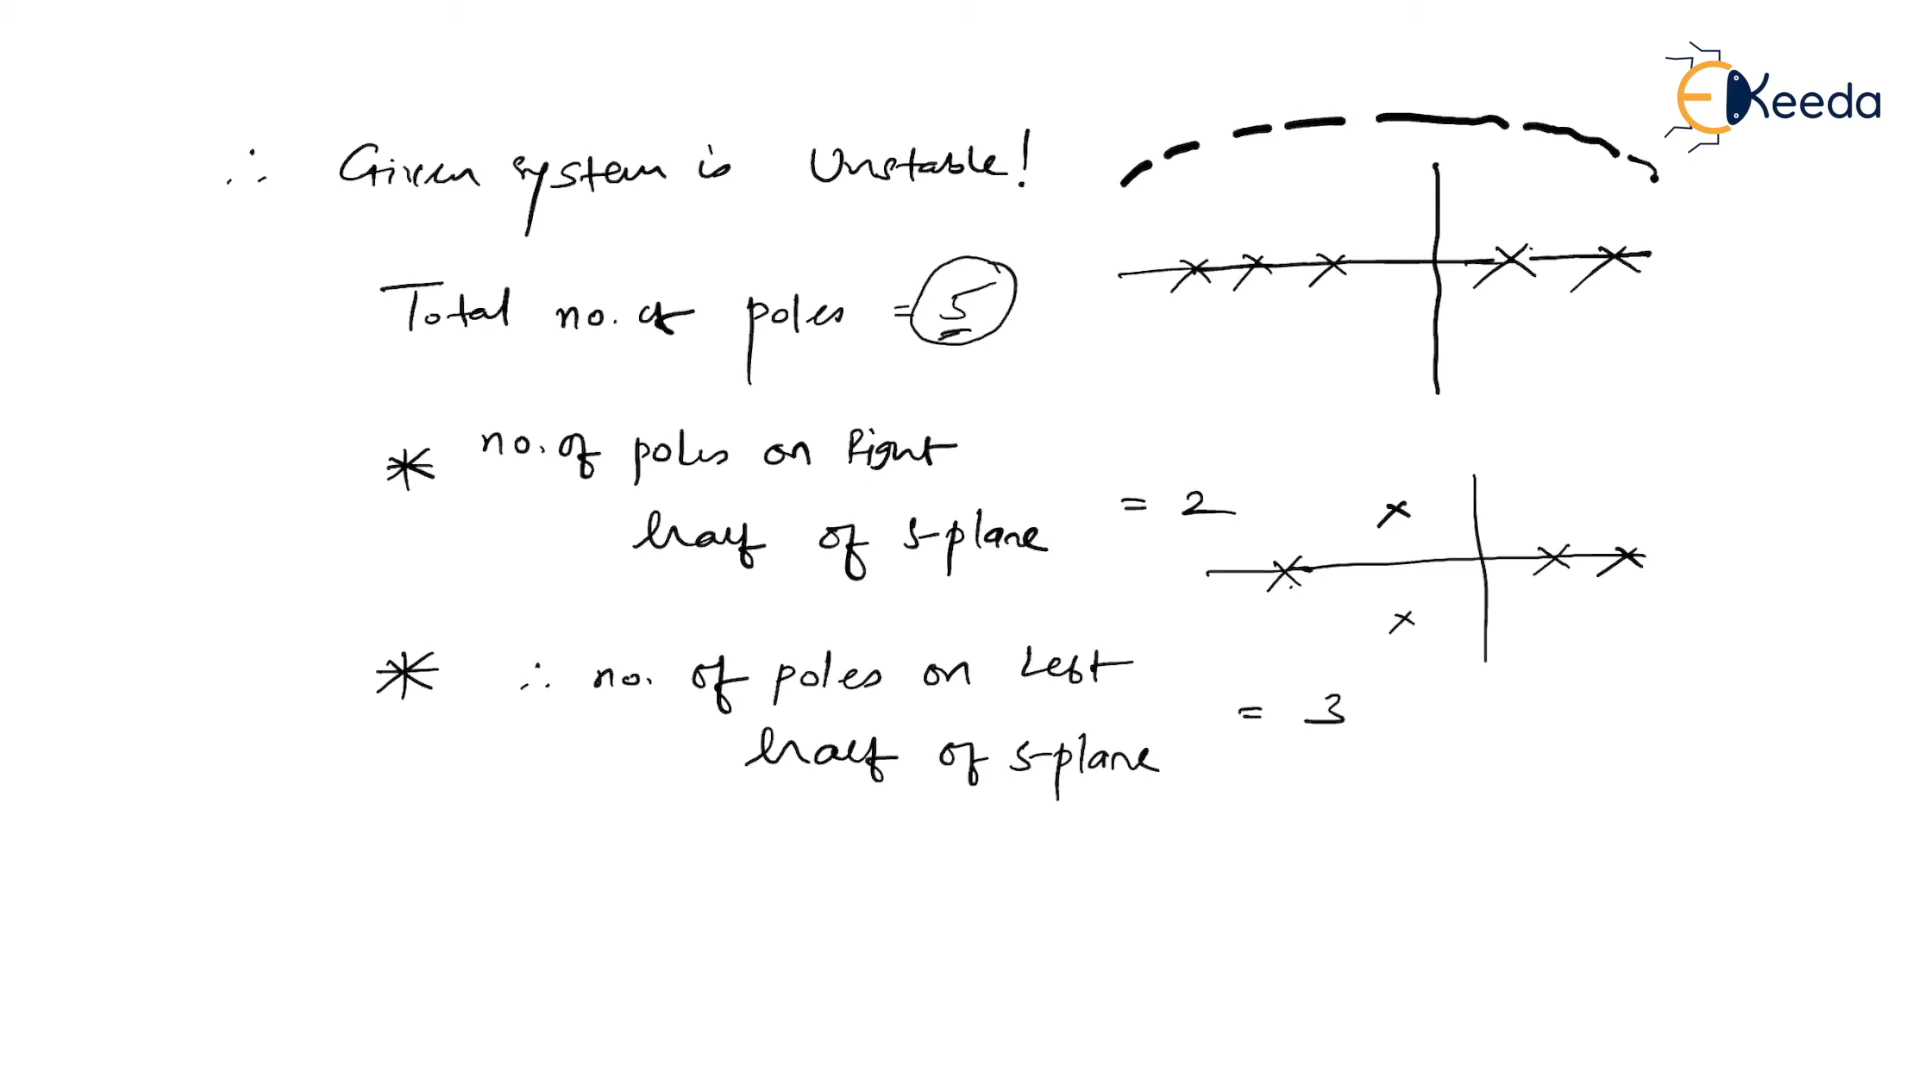 EKeeda
∴ Given system is Unstable!
Total no. of poles = 5
* no. of poles on Right
half of s-plane = 2
* ∴ no. of poles on Left
half of s-plane = 3